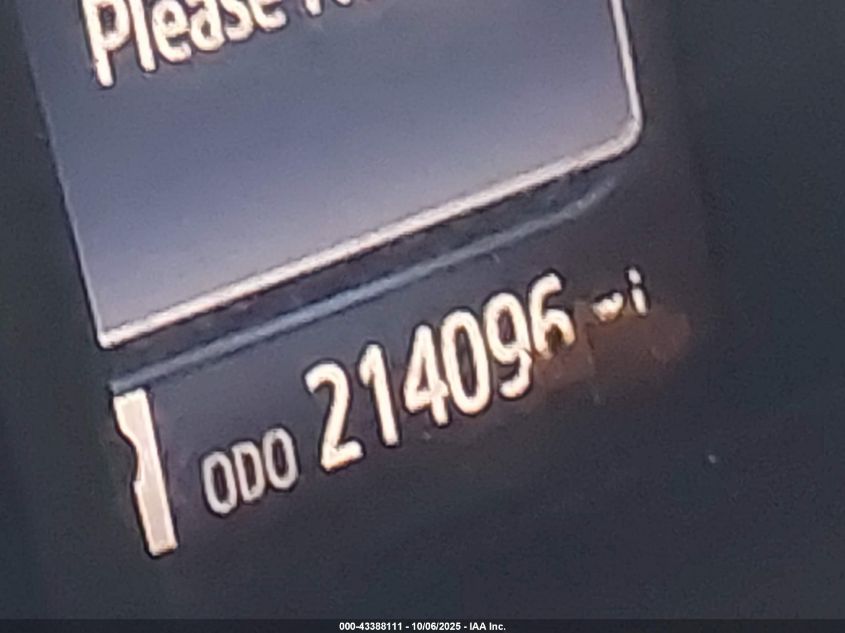 Please
ODO 214096 mi
000-43388111 - 10/06/2025 - IAA Inc.